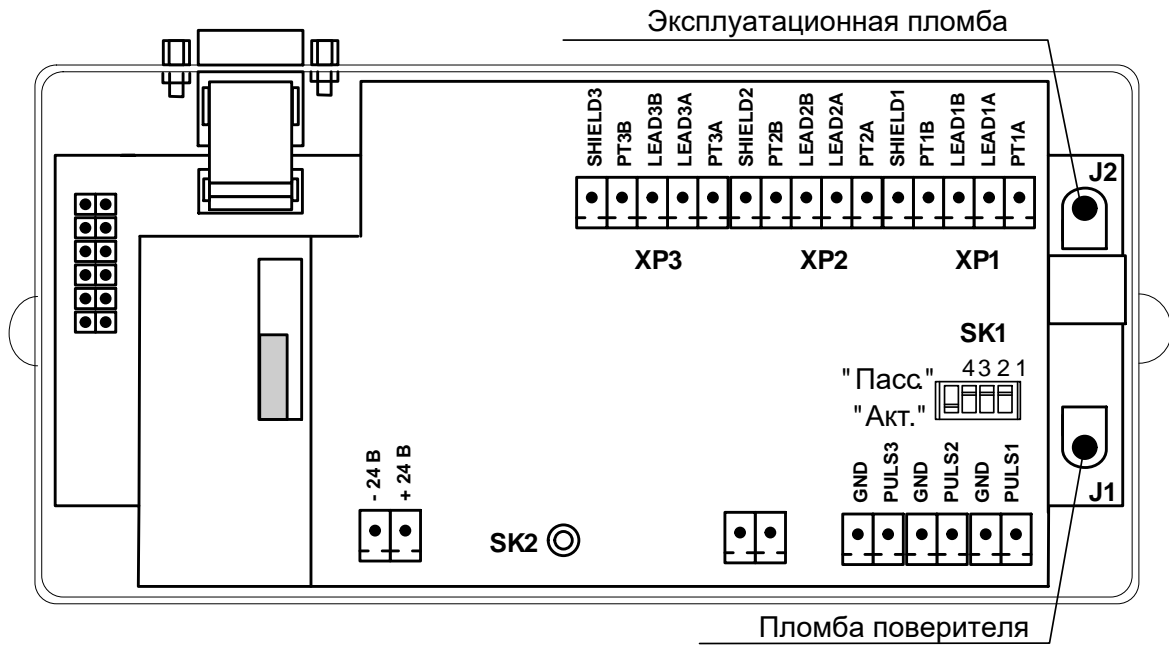 Эксплуатационная пломба
SHIELD3
PT3B
LEAD3B
LEAD3A
PT3A
SHIELD2
PT2B
LEAD2B
LEAD2A
PT2A
SHIELD1
PT1B
LEAD1B
LEAD1A
PT1A
J2
XP3
XP2
XP1
SK1
4 3 2 1
"Пасс."
"Акт."
- 24 В
+ 24 В
SK2
GND
PULS3
GND
PULS2
GND
PULS1
J1
Пломба поверителя